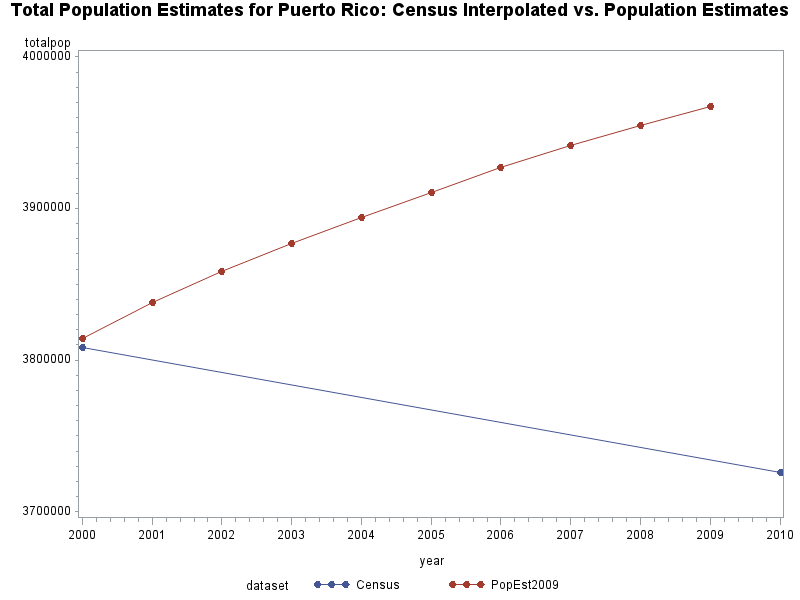 Total Population Estimates for Puerto Rico: Census Interpolated vs. Population Estimates
totalpop
4000000
3900000
3800000
3700000
2000 2001 2002 2003 2004 2005 2006 2007 2008 2009 2010
year
dataset Census PopEst2009